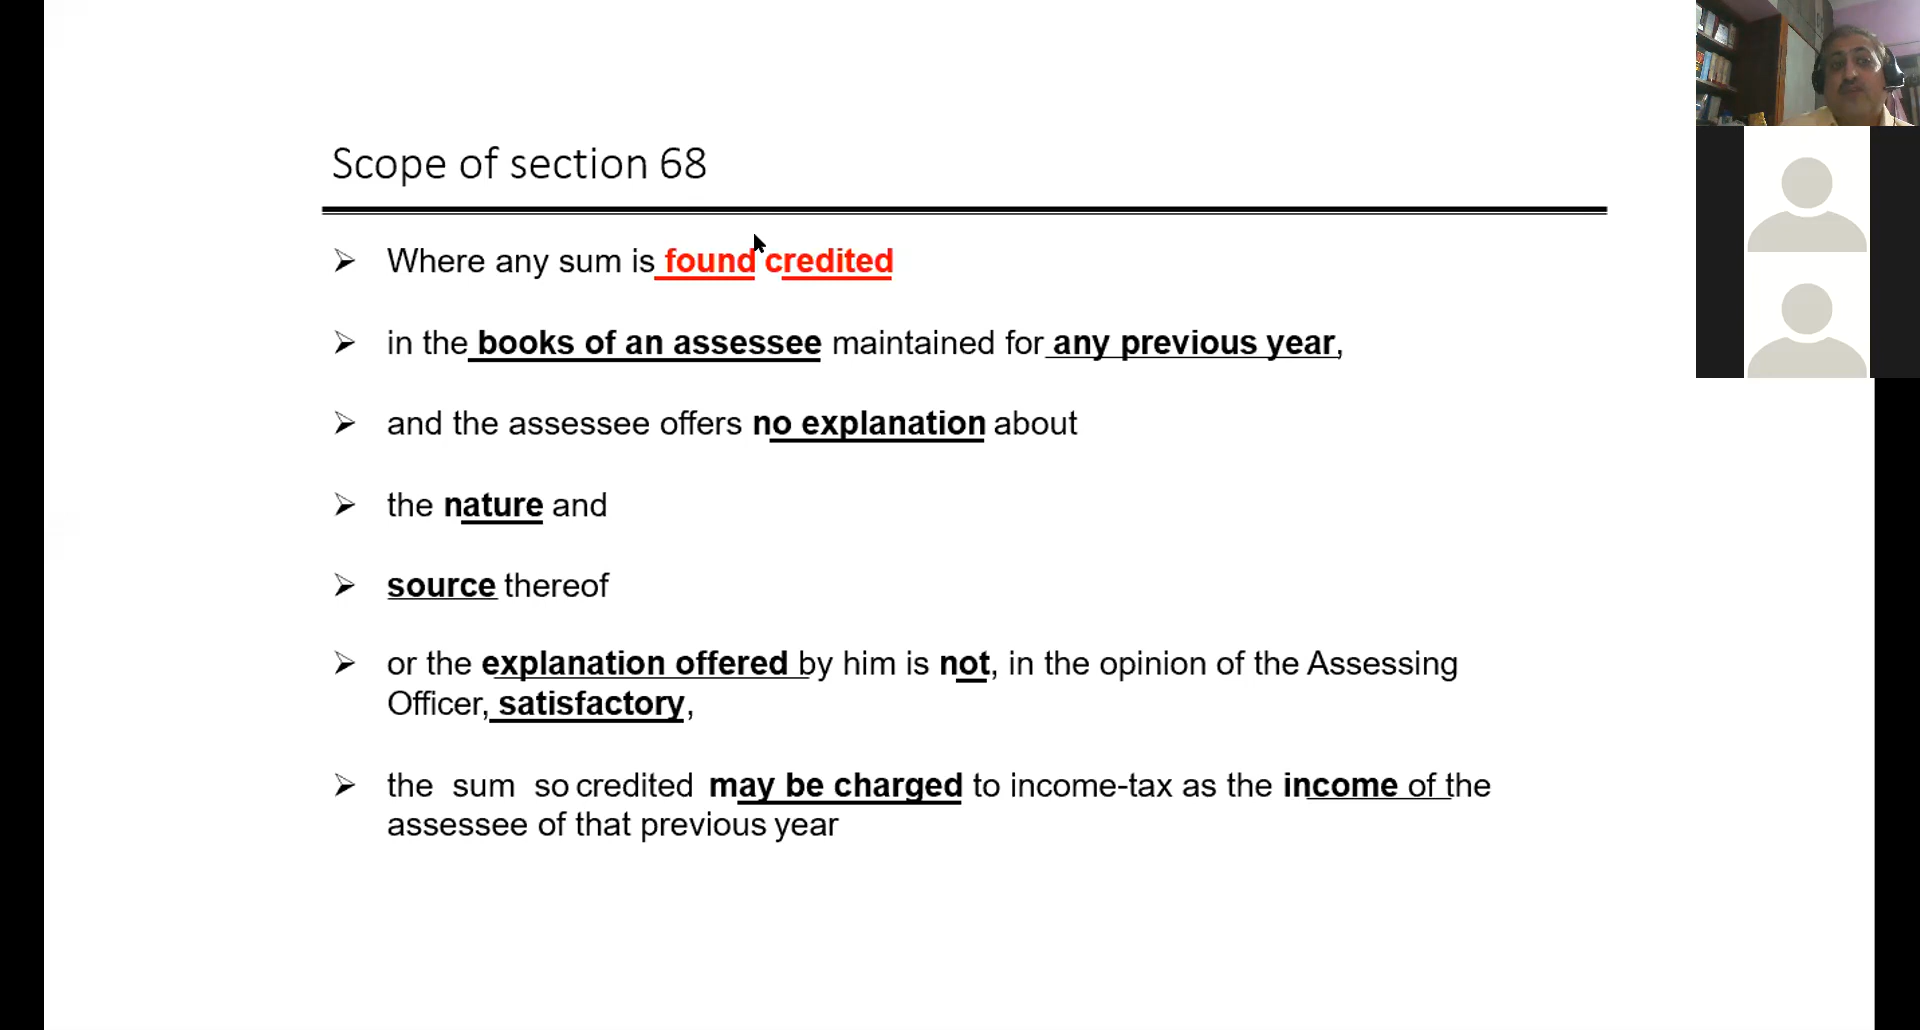 Scope of section 68
Where any sum is found credited
in the books of an assessee maintained for any previous year,
and the assessee offers no explanation about
the nature and
source thereof
or the explanation offered by him is not, in the opinion of the Assessing
Officer, satisfactory,
the sum so credited may be charged to income-tax as the income of the
assessee of that previous year